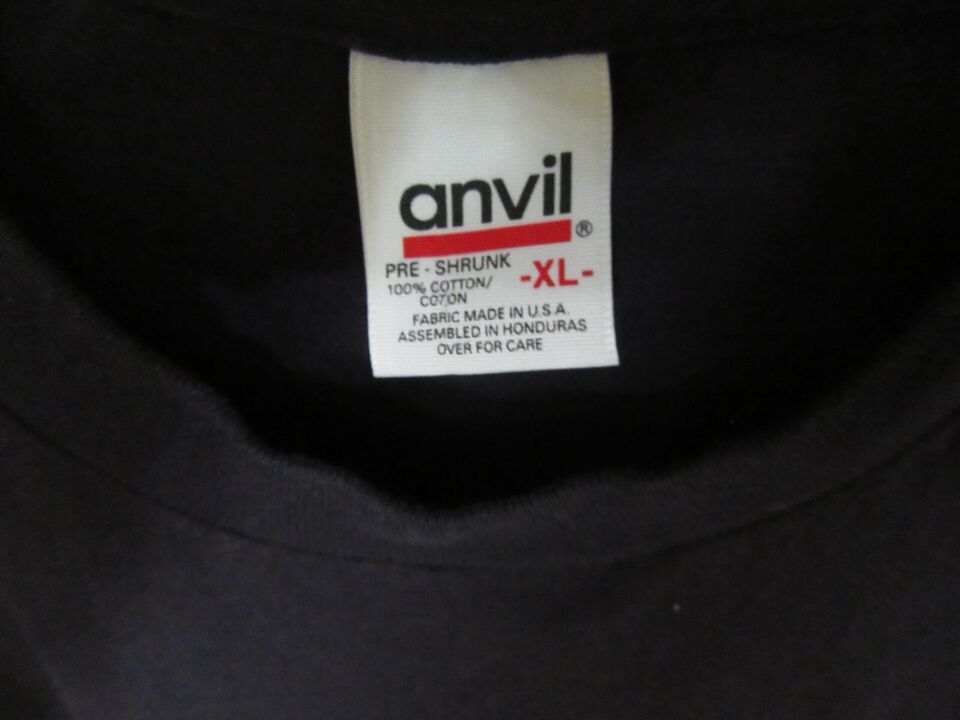 anvil®
PRE - SHRUNK
-XL-
100% COTTON/
COTON
FABRIC MADE IN U.S.A.
ASSEMBLED IN HONDURAS
OVER FOR CARE